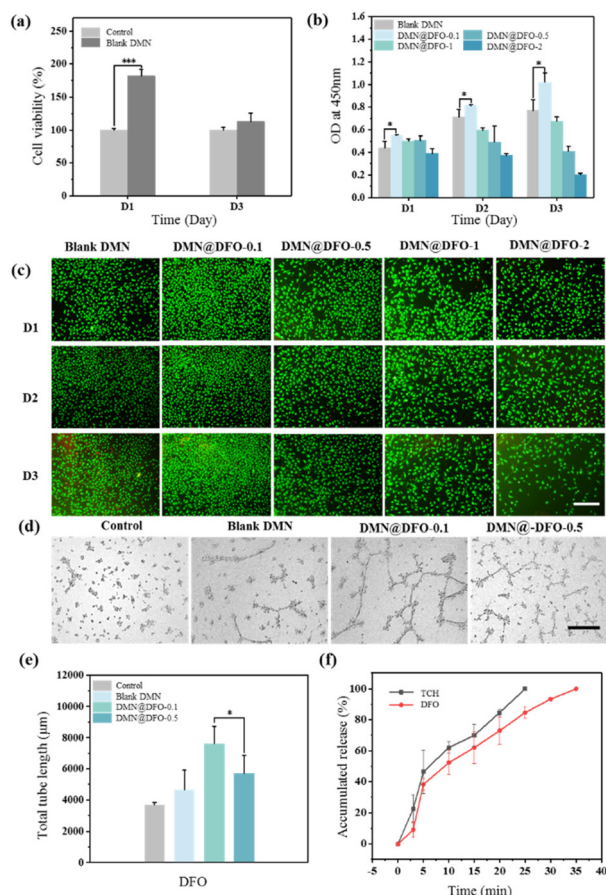 (a)
Control
Blank DMN
***
250
200
150
100
50
0
Cell viability (%)
D1
D3
Time (Day)
(b)
Blank DMN
DMN@DFO-0.1
DMN@DFO-0.5
DMN@DFO-1
DMN@DFO-2
*
*
*
1.6
1.4
1.2
1.0
0.8
0.6
0.4
0.2
0.0
OD at 450nm
D1
D2
D3
Time (Day)
(c)
Blank DMN
DMN@DFO-0.1
DMN@DFO-0.5
DMN@DFO-1
DMN@DFO-2
D1
D2
D3
(d)
Control
Blank DMN
DMN@DFO-0.1
DMN@-DFO-0.5
(e)
Control
Blank DMN
DMN@DFO-0.1
DMN@DFO-0.5
*
12000
10000
8000
6000
4000
2000
0
Total tube length (μm)
DFO
(f)
TCH
DFO
100
80
60
40
20
0
Accumulated release (%)
0
5
10
15
20
25
30
35
Time (min)